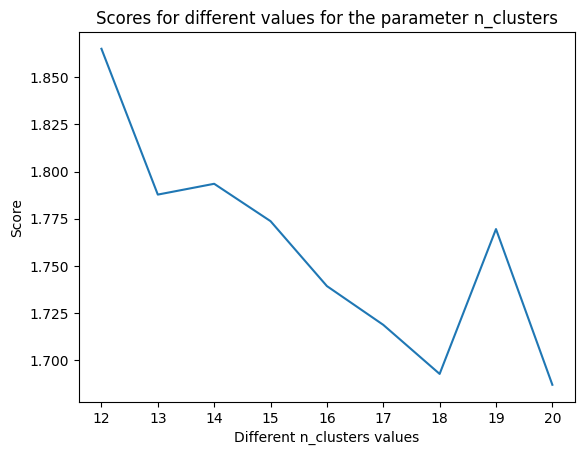 Scores for different values for the parameter n_clusters
1.850
1.825
1.800
1.775
1.750
1.725
1.700
Score
12 13 14 15 16 17 18 19 20
Different n_clusters values